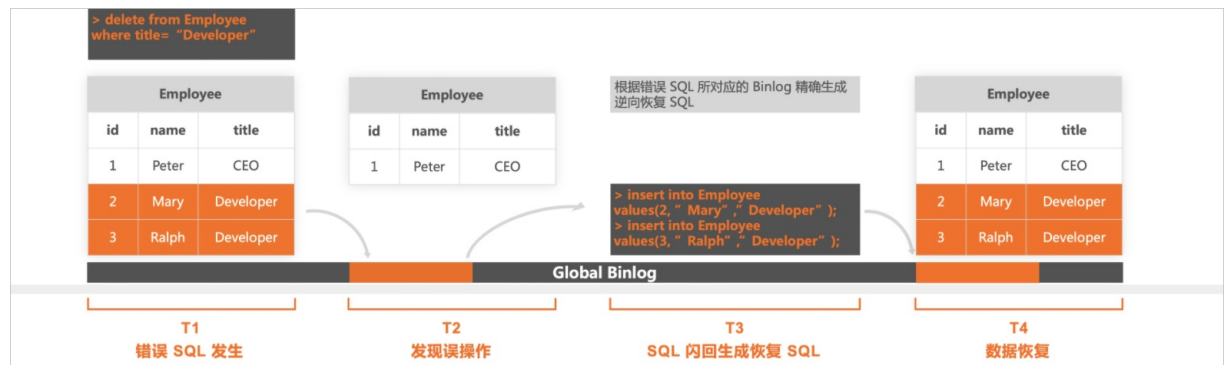 > delete from Employee
where title= “Developer”
Employee
id name title
1 Peter CEO
2 Mary Developer
3 Ralph Developer
Employee
id name title
1 Peter CEO
根据错误 SQL 所对应的 Binlog 精确生成
逆向恢复 SQL
> insert into Employee
values(2, ” Mary” ,” Developer” );
> insert into Employee
values(3, ” Ralph” ,” Developer” );
Employee
id name title
1 Peter CEO
2 Mary Developer
3 Ralph Developer
Global Binlog
T1
错误 SQL 发生
T2
发现误操作
T3
SQL 闪回生成恢复 SQL
T4
数据恢复